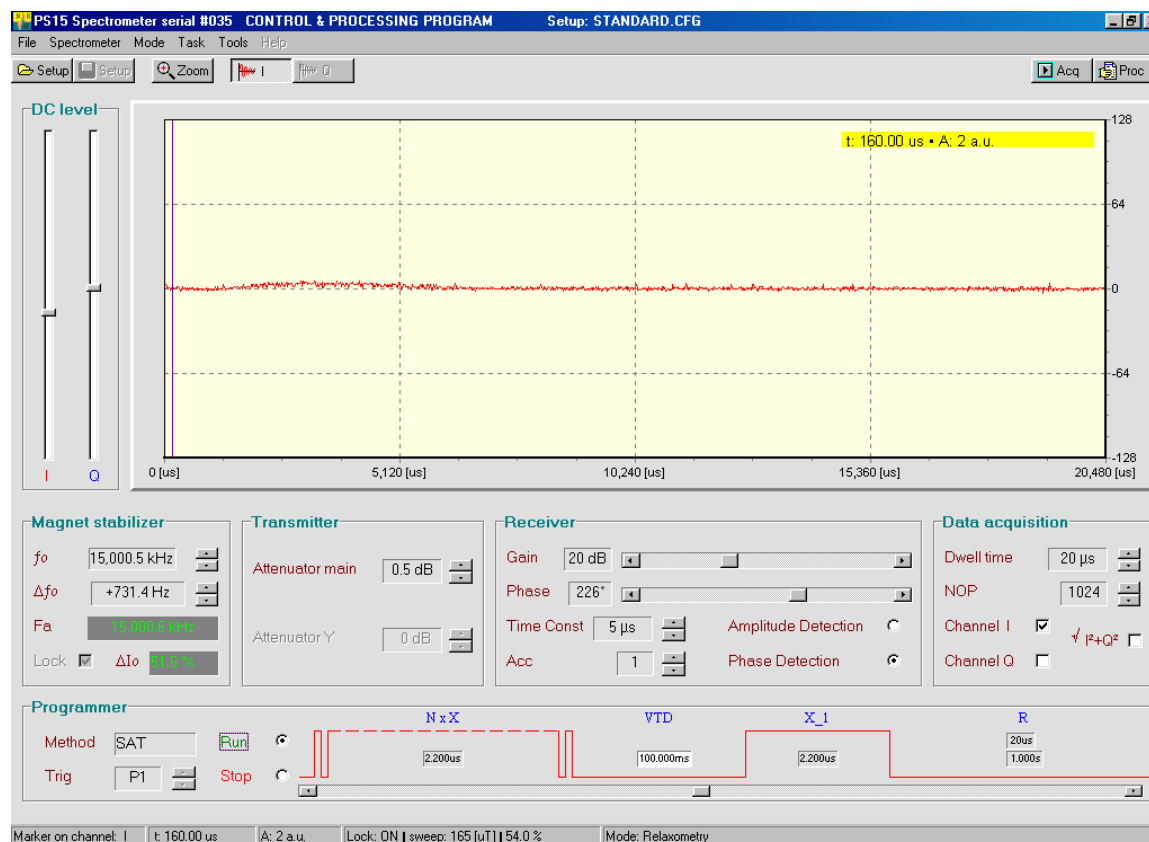 PS15 Spectrometer serial #035 CONTROL & PROCESSING PROGRAM Setup: STANDARD.CFG
File Spectrometer Mode Task Tools Help
Setup Setup Zoom I Q Acq Proc
DC level
I Q
t: 160.00 us • A: 2 a.u.
128
64
0
-64
-128
0 [us] 5,120 [us] 10,240 [us] 15,360 [us] 20,480 [us]
Magnet stabilizer
fo 15,000.5 kHz
Δfo +731.4 Hz
Fa 15,000.6 kHz
Lock ΔIo 51.6 %
Transmitter
Attenuator main 0.5 dB
Attenuator Y 0 dB
Receiver
Gain 20 dB
Phase 226°
Time Const 5 µs Amplitude Detection
Acc 1 Phase Detection
Data acquisition
Dwell time 20 µs
NOP 1024
Channel I √ I²+Q²
Channel Q
Programmer
Method SAT Run
Trig P1 Stop
N x X VTD X_1 R
2.200us 100.000ms 2.200us 20us
1.000s
Marker on channel: I t: 160.00 us A: 2 a.u. Lock: ON | sweep: 165 [uT] | 54.0 % Mode: Relaxometry